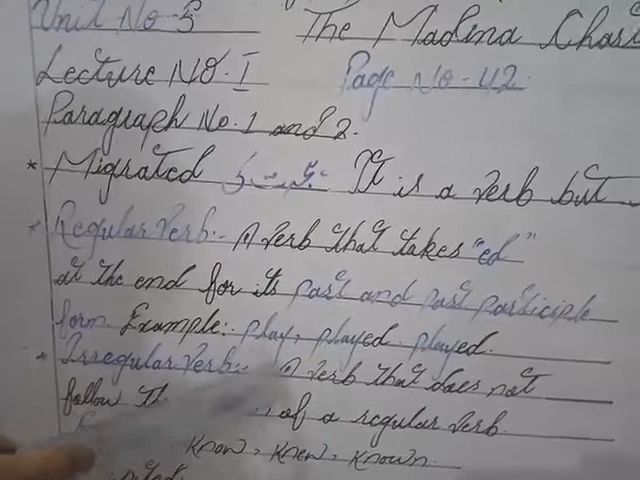 Unit No 5 The Madina Char
Lecture NO. I Page No - 42.
Paragraph No. 1 and 2.
* Migrated It is a verb but
* Regular Verb:- A verb that takes "ed"
at the end for its past and past participle
form Example:- play, played played.
* Irregular Verb:- A verb that does not
follow th of a regular verb.
know, knew, known.